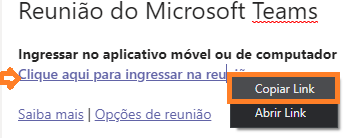 Reunião do Microsoft Teams
Ingressar no aplicativo móvel ou de computador
Clique aqui para ingressar na
Copiar Link
Abrir Link
Saiba mais | Opções de reunião